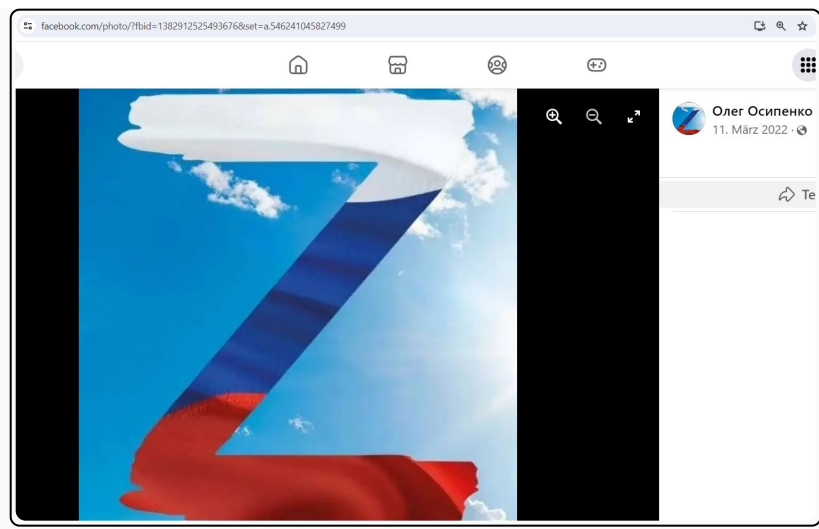 facebook.com/photo/?fbid=1382912525493676&set=a.546241045827499
Олег Осипенко
11. März 2022 ·
Te
Z